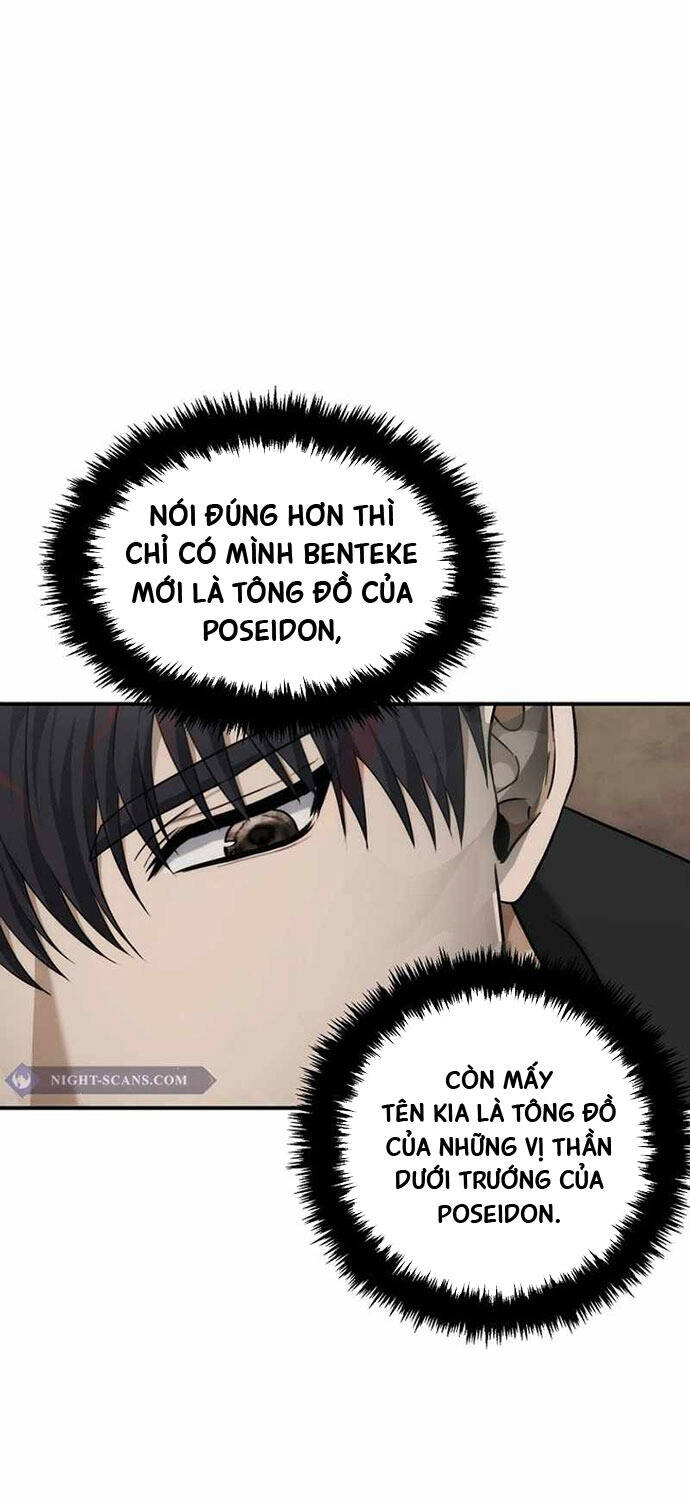 NÓI ĐÚNG HƠN THÌ
CHỈ CÓ MÌNH BENTEKE
MỚI LÀ TÔNG ĐỒ CỦA
POSEIDON,
NIGHT-SCANS.COM
CÒN MẤY
TÊN KIA LÀ TÔNG ĐỒ
CỦA NHỮNG VỊ THẦN
DƯỚI TRƯỚNG CỦA
POSEIDON.